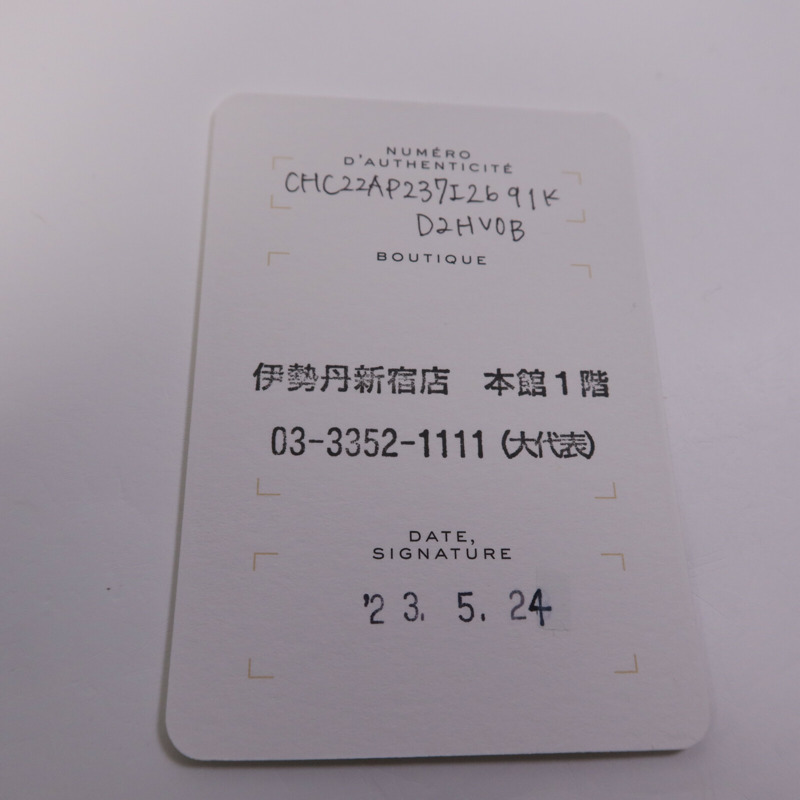 NUMÉRO
D'AUTHENTICITÉ
CHC22AP237I2691K
D2HV0B
BOUTIQUE
伊勢丹新宿店 本館1階
03-3352-1111(大代表)
DATE,
SIGNATURE
'23. 5. 24